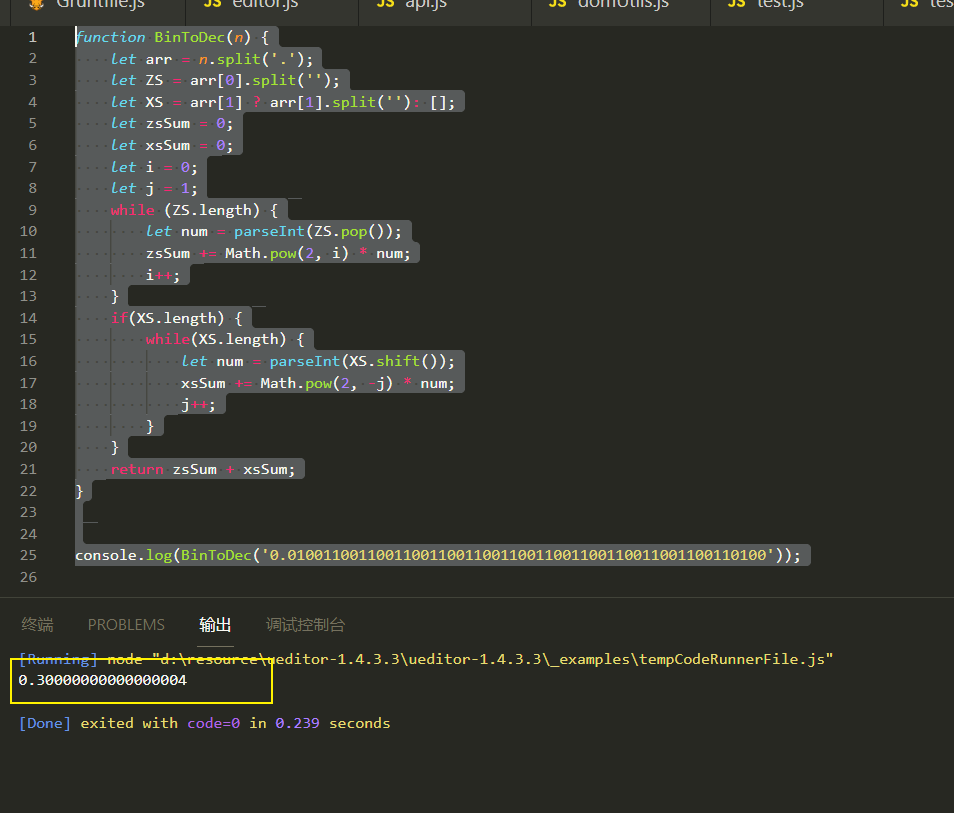 Gruntfile.js JS editor.js JS api.js JS domUtils.js JS test.js JS
1 function BinToDec(n) {
2 let arr = n.split('.');
3 let ZS = arr[0].split('');
4 let XS = arr[1] ? arr[1].split(''): [];
5 let zsSum = 0;
6 let xsSum = 0;
7 let i = 0;
8 let j = 1;
9 while (ZS.length) {
10 let num = parseInt(ZS.pop());
11 zsSum += Math.pow(2, i) * num;
12 i++;
13 }
14 if(XS.length) {
15 while(XS.length) {
16 let num = parseInt(XS.shift());
17 xsSum += Math.pow(2, -j) * num;
18 j++;
19 }
20 }
21 return zsSum + xsSum;
22 }
23
24
25 console.log(BinToDec('0.0100110011001100110011001100110011001100110011001100110100'));
26
终端 PROBLEMS 输出 调试控制台
[Running] node "d:\resource\ueditor-1.4.3.3\ueditor-1.4.3.3\_examples\tempCodeRunnerFile.js"
0.30000000000000004
[Done] exited with code=0 in 0.239 seconds